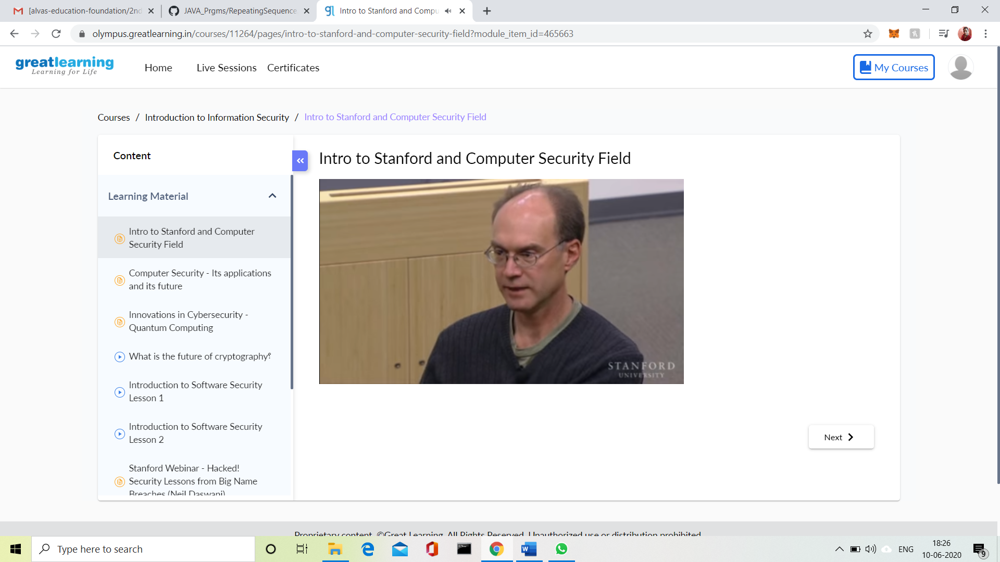 [alvas-education-foundation/2nd
JAVA_Prgms/RepeatingSequence
Intro to Stanford and Compu
olympus.greatlearning.in/courses/11264/pages/intro-to-stanford-and-computer-security-field?module_item_id=465663
greatlearning
Learning for Life
Home
Live Sessions
Certificates
My Courses
Courses / Introduction to Information Security / Intro to Stanford and Computer Security Field
Content
Learning Material
Intro to Stanford and Computer
Security Field
Computer Security - Its applications
and its future
Innovations in Cybersecurity -
Quantum Computing
What is the future of cryptography?
Introduction to Software Security
Lesson 1
Introduction to Software Security
Lesson 2
Stanford Webinar - Hacked!
Security Lessons from Big Name
Breaches (Neil Daswani)
Intro to Stanford and Computer Security Field
STANFORD
UNIVERSITY
Next
Proprietary content. ©Great Learning. All Rights Reserved. Unauthorized use or distribution prohibited
Type here to search
ENG
18:26
10-06-2020
9